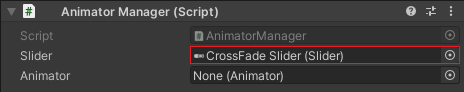 Animator Manager (Script)
Script AnimatorManager
Slider CrossFade Slider (Slider)
Animator None (Animator)